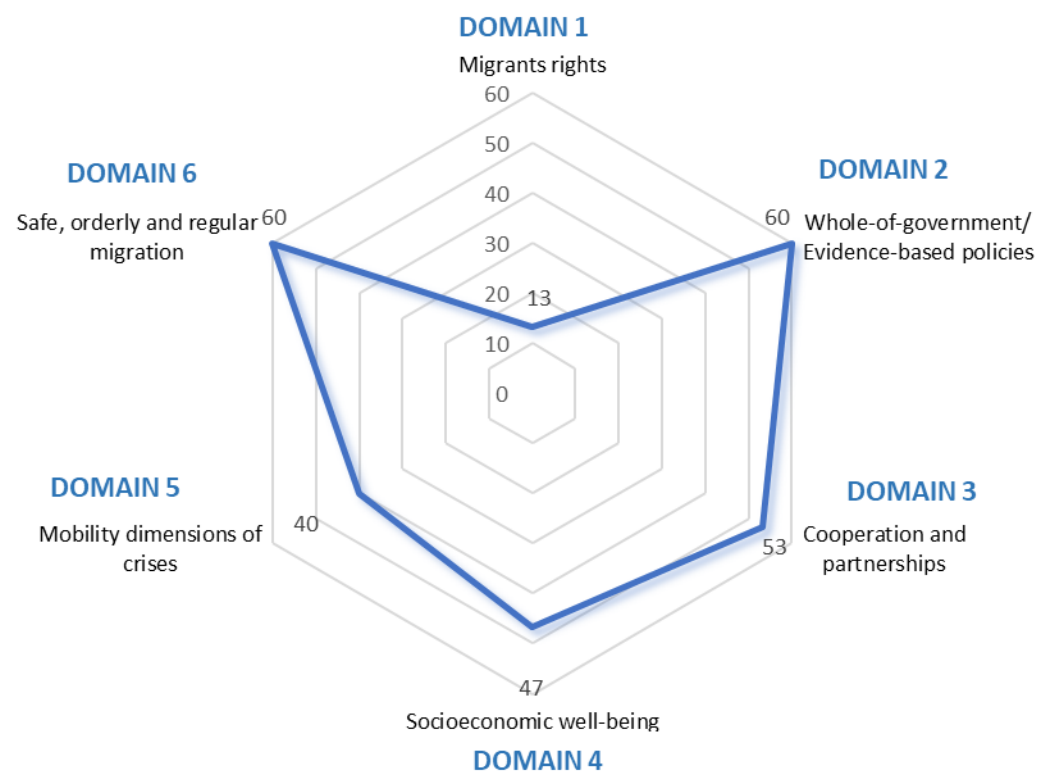 DOMAIN 1
Migrants rights
60
50
40
30
20
10
0
13
DOMAIN 2
60
Whole-of-government/
Evidence-based policies
DOMAIN 3
53
Cooperation and
partnerships
47
Socioeconomic well-being
DOMAIN 4
DOMAIN 5
Mobility dimensions of
crises
40
DOMAIN 6
Safe, orderly and regular
migration
60